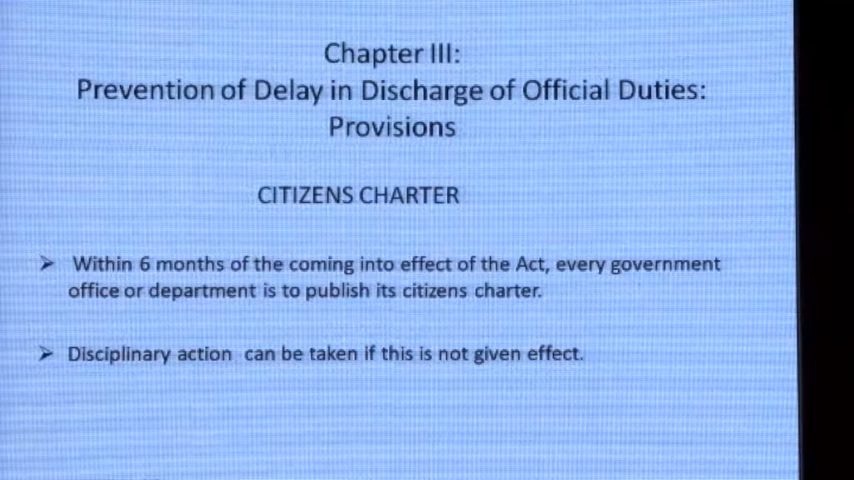 Chapter III:
Prevention of Delay in Discharge of Official Duties:
Provisions
CITIZENS CHARTER
➢ Within 6 months of the coming into effect of the Act, every government
office or department is to publish its citizens charter.
➢ Disciplinary action can be taken if this is not given effect.